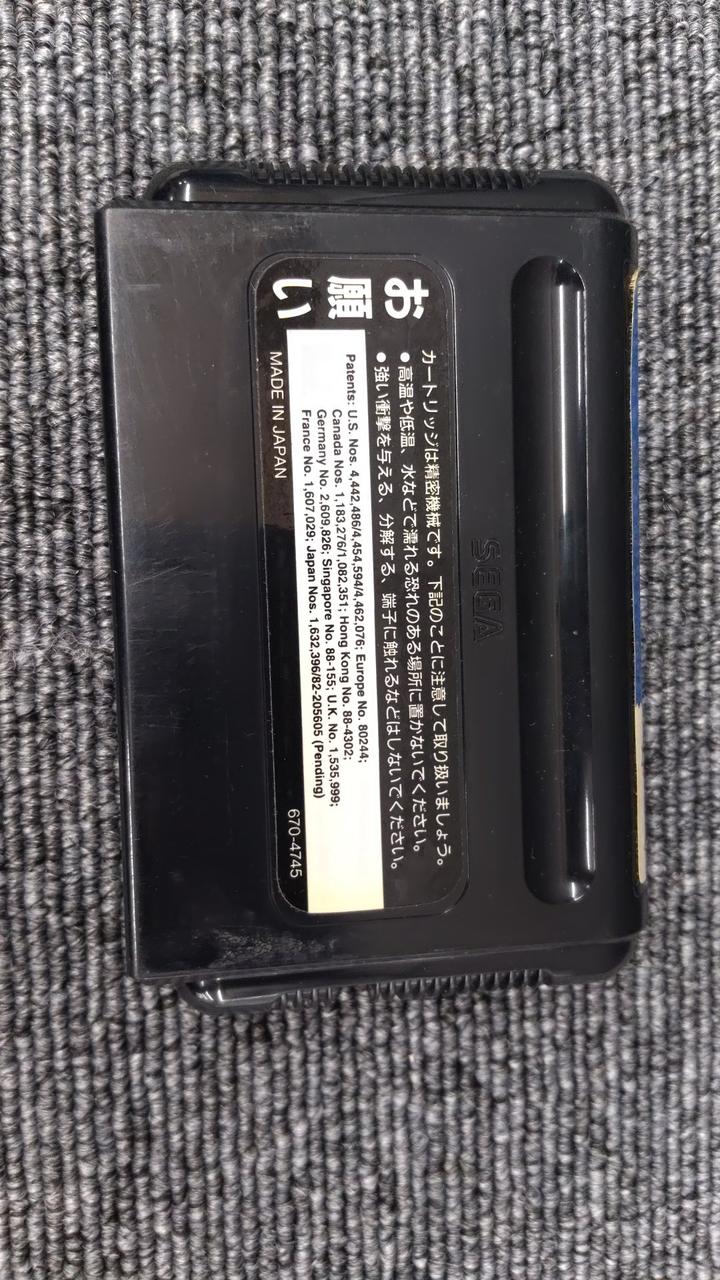 SEGA
お願い
カートリッジは精密機械です。下記のことに注意して取り扱いましょう。
●高温や低温、水などで濡れる恐れのある場所に置かないでください。
●強い衝撃を与える、分解する、端子に触れるなどはしないでください。
Patents: U.S. Nos. 4,442,486/4,454,594/4,462,076; Europe No. 80244;
Canada Nos. 1,183,276/1,082,351; Hong Kong No. 88-4302;
Germany No. 2,609,826; Singapore No. 88-155; U.K. No. 1,535,999;
France No. 1,607,029; Japan Nos. 1,632,396/82-205605 (Pending)
MADE IN JAPAN
670-4745